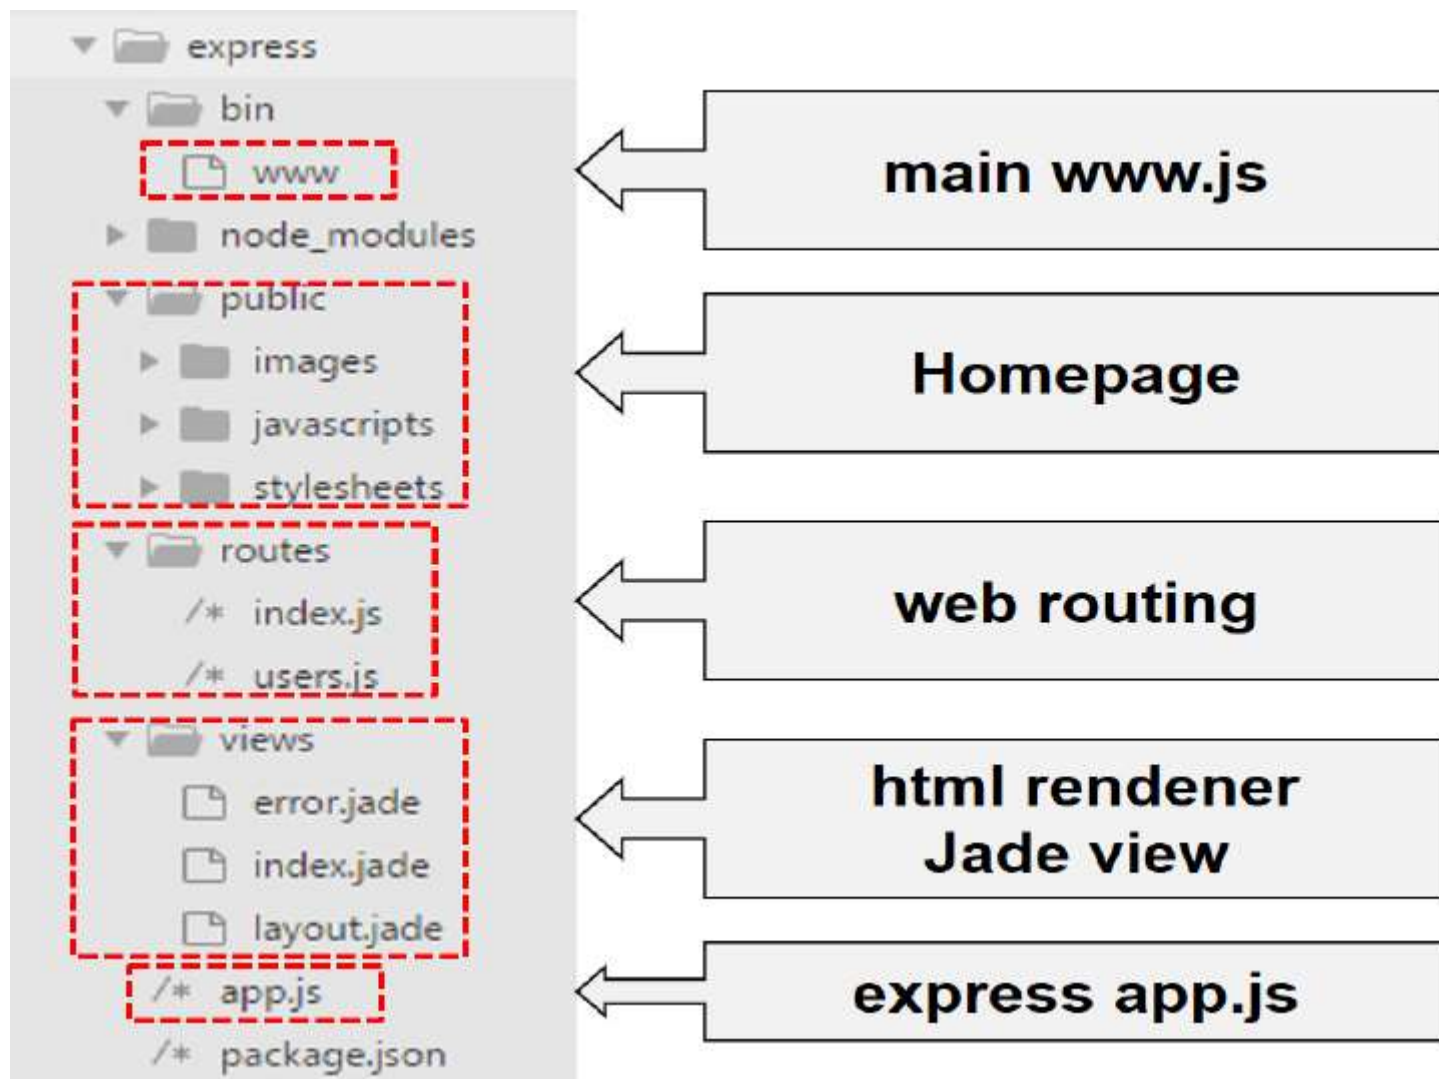 express
bin
www
main www.js
node_modules
public
images
Homepage
javascripts
stylesheets
routes
index.js
web routing
users.js
views
error.jade
html rendener
Jade view
index.jade
layout.jade
/* app.js
express app.js
/* package.json